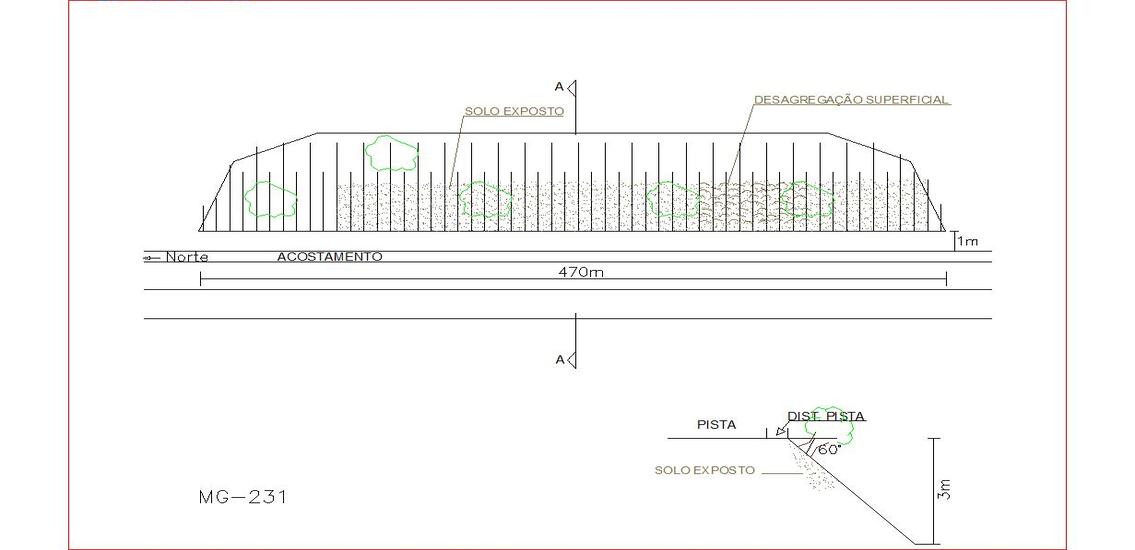 A
SOLO EXPOSTO
DESAGREGAÇÃO SUPERFICIAL
1m
Norte
ACOSTAMENTO
470m
A
PISTA
DIST. PISTA
60°
SOLO EXPOSTO
3m
MG-231